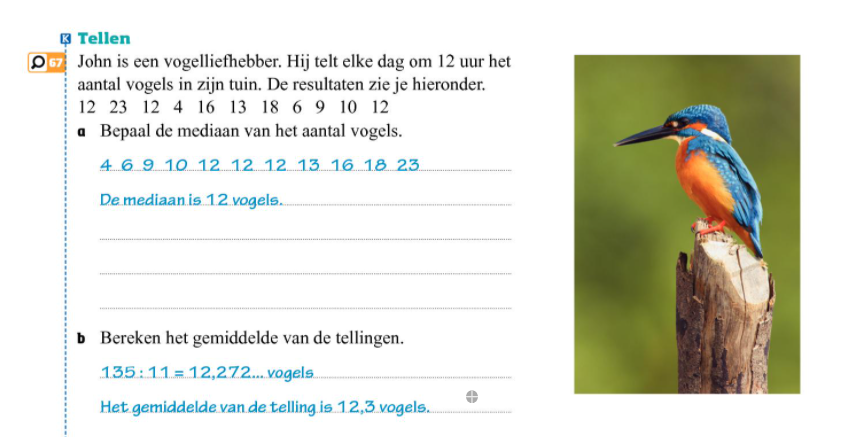 K Tellen
67 John is een vogelliefhebber. Hij telt elke dag om 12 uur het
aantal vogels in zijn tuin. De resultaten zie je hieronder.
12 23 12 4 16 13 18 6 9 10 12
a Bepaal de mediaan van het aantal vogels.
4 6 9 10 12 12 12 13 16 18 23
De mediaan is 12 vogels.
b Bereken het gemiddelde van de tellingen.
135 : 11 = 12,272... vogels
Het gemiddelde van de telling is 12,3 vogels.